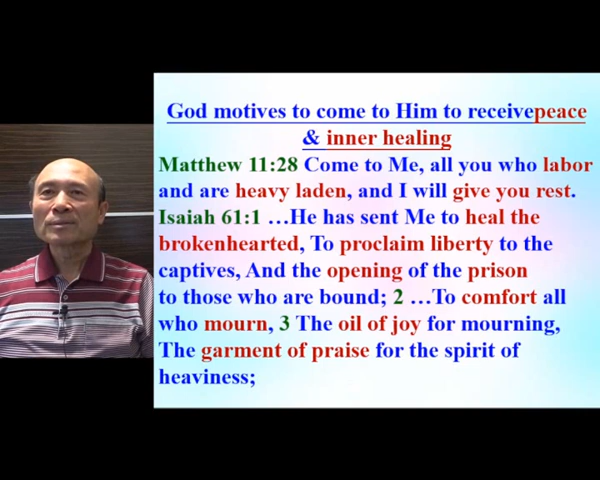 God motives to come to Him to receivepeace
& inner healing
Matthew 11:28 Come to Me, all you who labor
and are heavy laden, and I will give you rest.
Isaiah 61:1 …He has sent Me to heal the
brokenhearted, To proclaim liberty to the
captives, And the opening of the prison
to those who are bound; 2 …To comfort all
who mourn, 3 The oil of joy for mourning,
The garment of praise for the spirit of
heaviness;